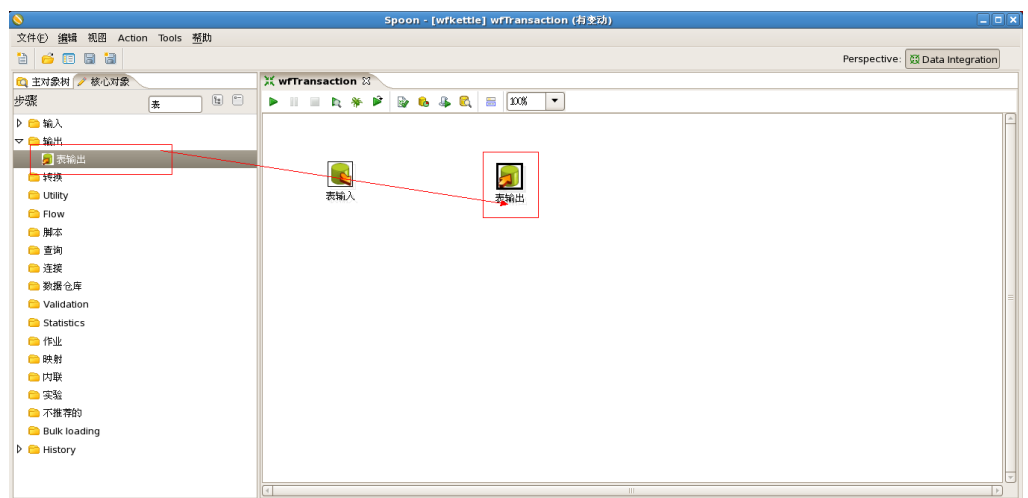 Spoon - [wfkettle] wfTransaction (有变动)
文件(F) 编辑 视图 Action Tools 帮助
Perspective: Data Integration
主对象树 核心对象
wfTransaction
步骤 表
100%
输入
输出
表输出
转换
Utility
Flow
脚本
查询
连接
数据仓库
Validation
Statistics
作业
映射
内联
实验
不推荐的
Bulk loading
History
表输入
表输出